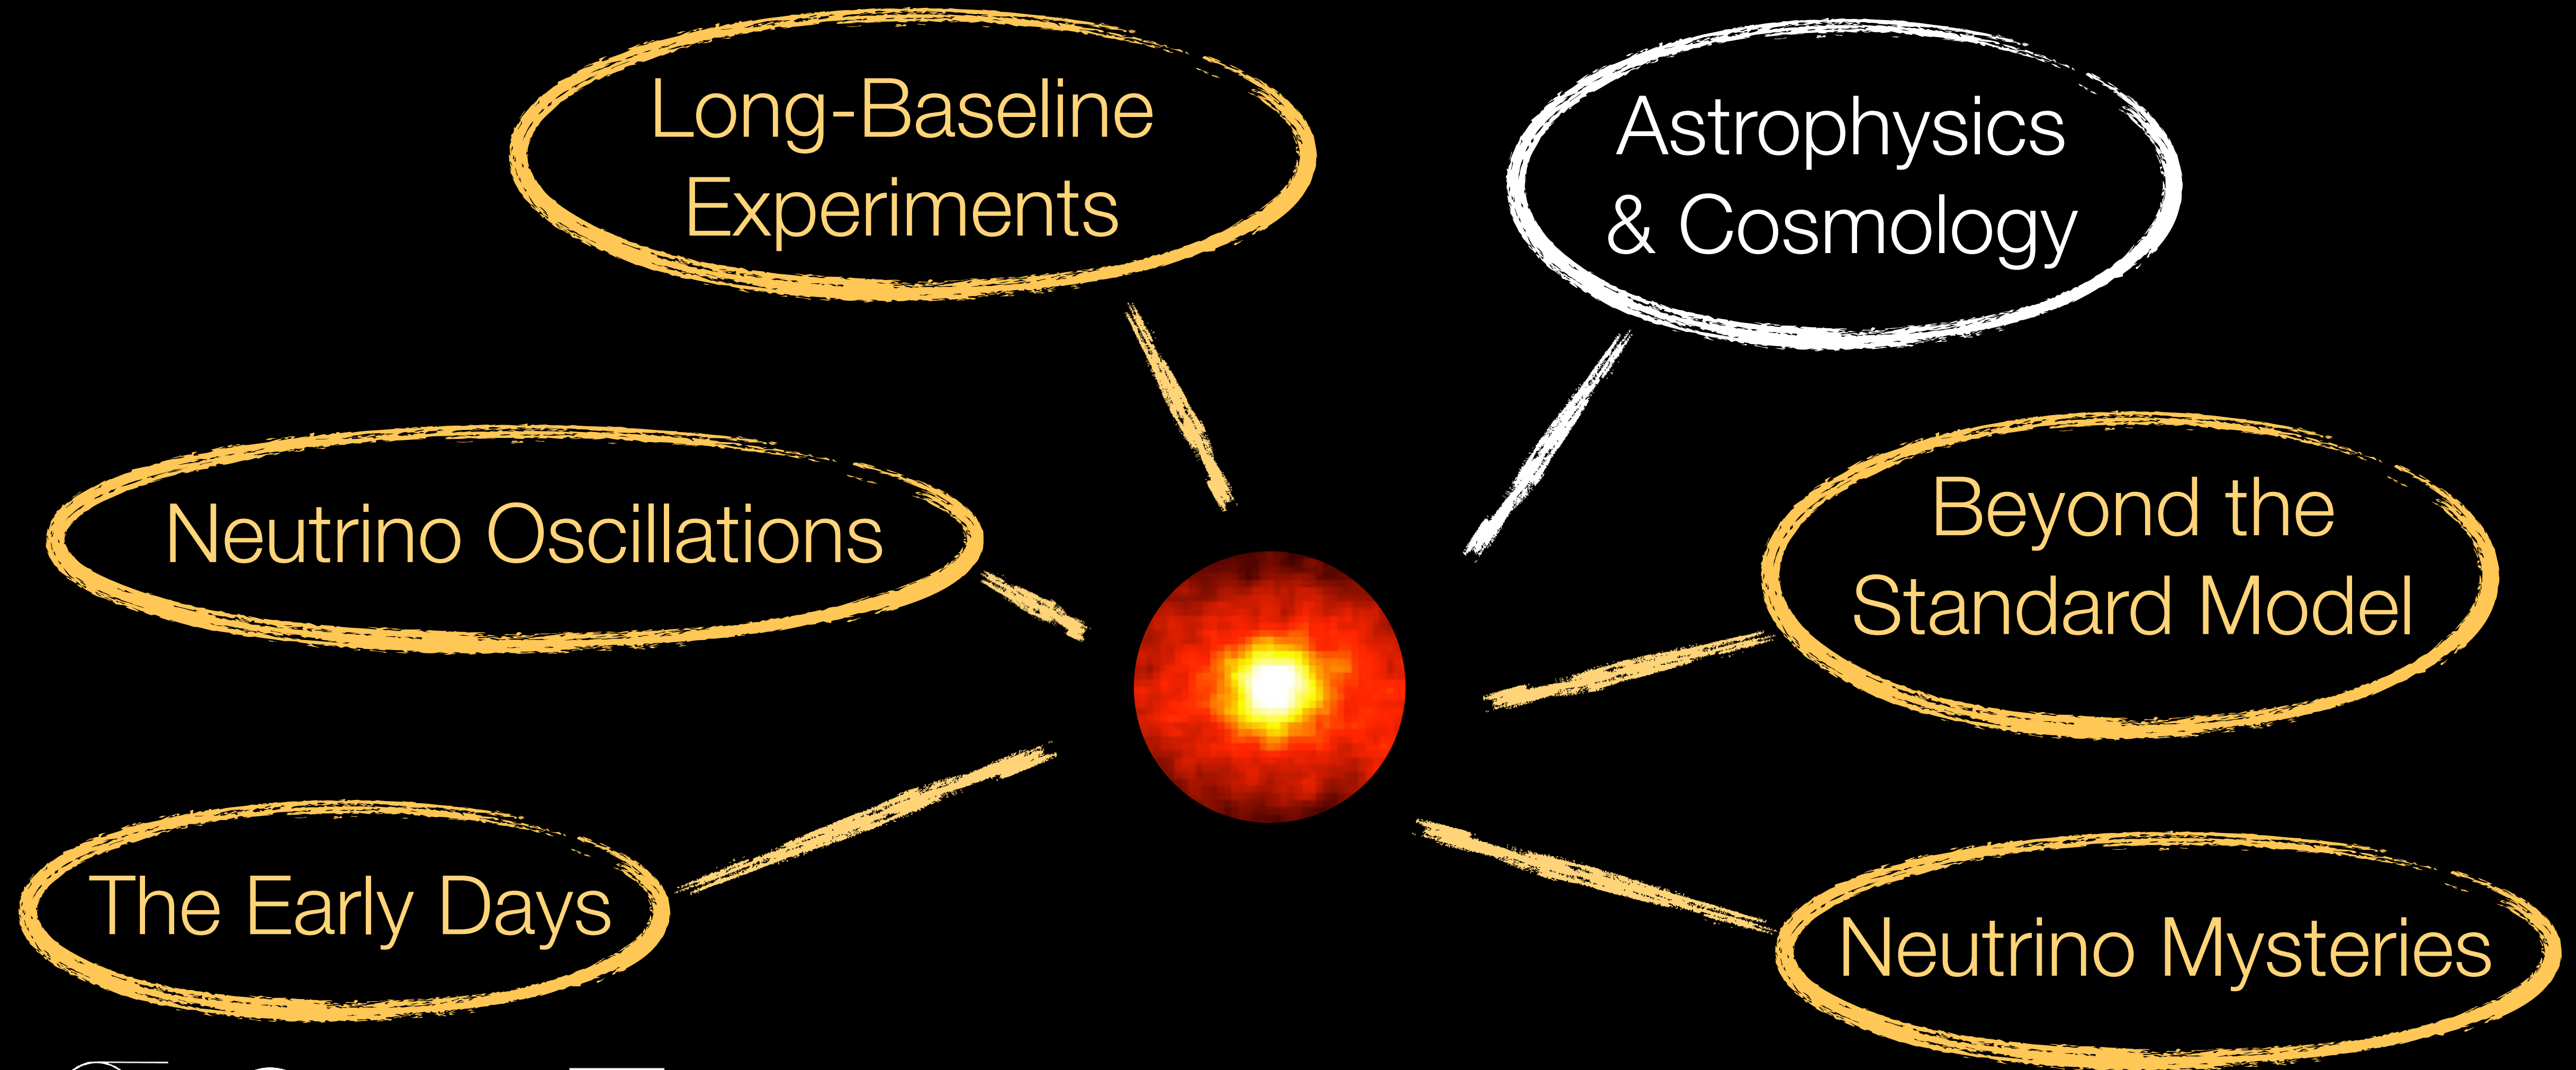 Long-Baseline
Experiments
Astrophysics
& Cosmology
Neutrino Oscillations
Beyond the
Standard Model
The Early Days
Neutrino Mysteries